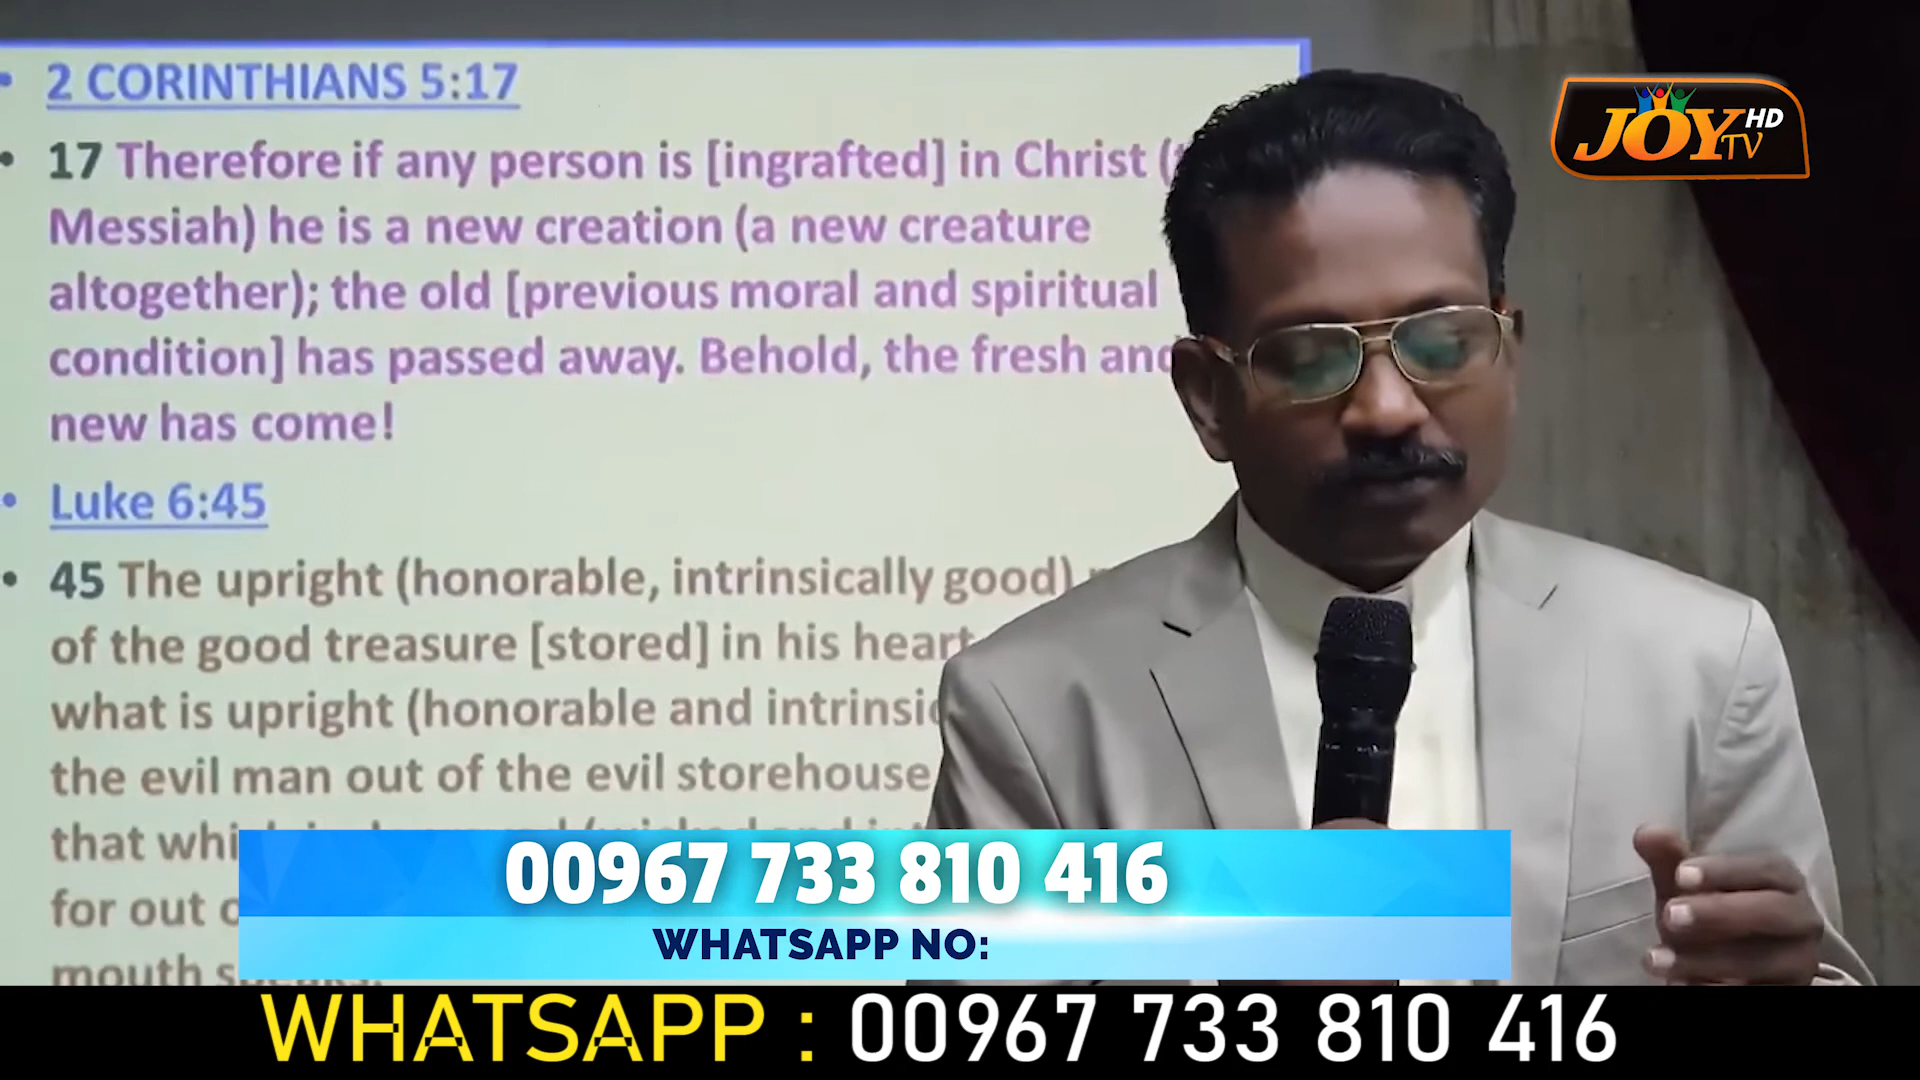 2 CORINTHIANS 5:17
17 Therefore if any person is [ingrafted] in Christ (
Messiah) he is a new creation (a new creature
altogether); the old [previous moral and spiritual
condition] has passed away. Behold, the fresh and
new has come!
Luke 6:45
45 The upright (honorable, intrinsically good)
of the good treasure [stored] in his heart
what is upright (honorable and
the evil man out of the evil storehouse
that
for out
mouth
JOY TV HD
00967 733 810 416
WHATSAPP NO:
WHATSAPP : 00967 733 810 416